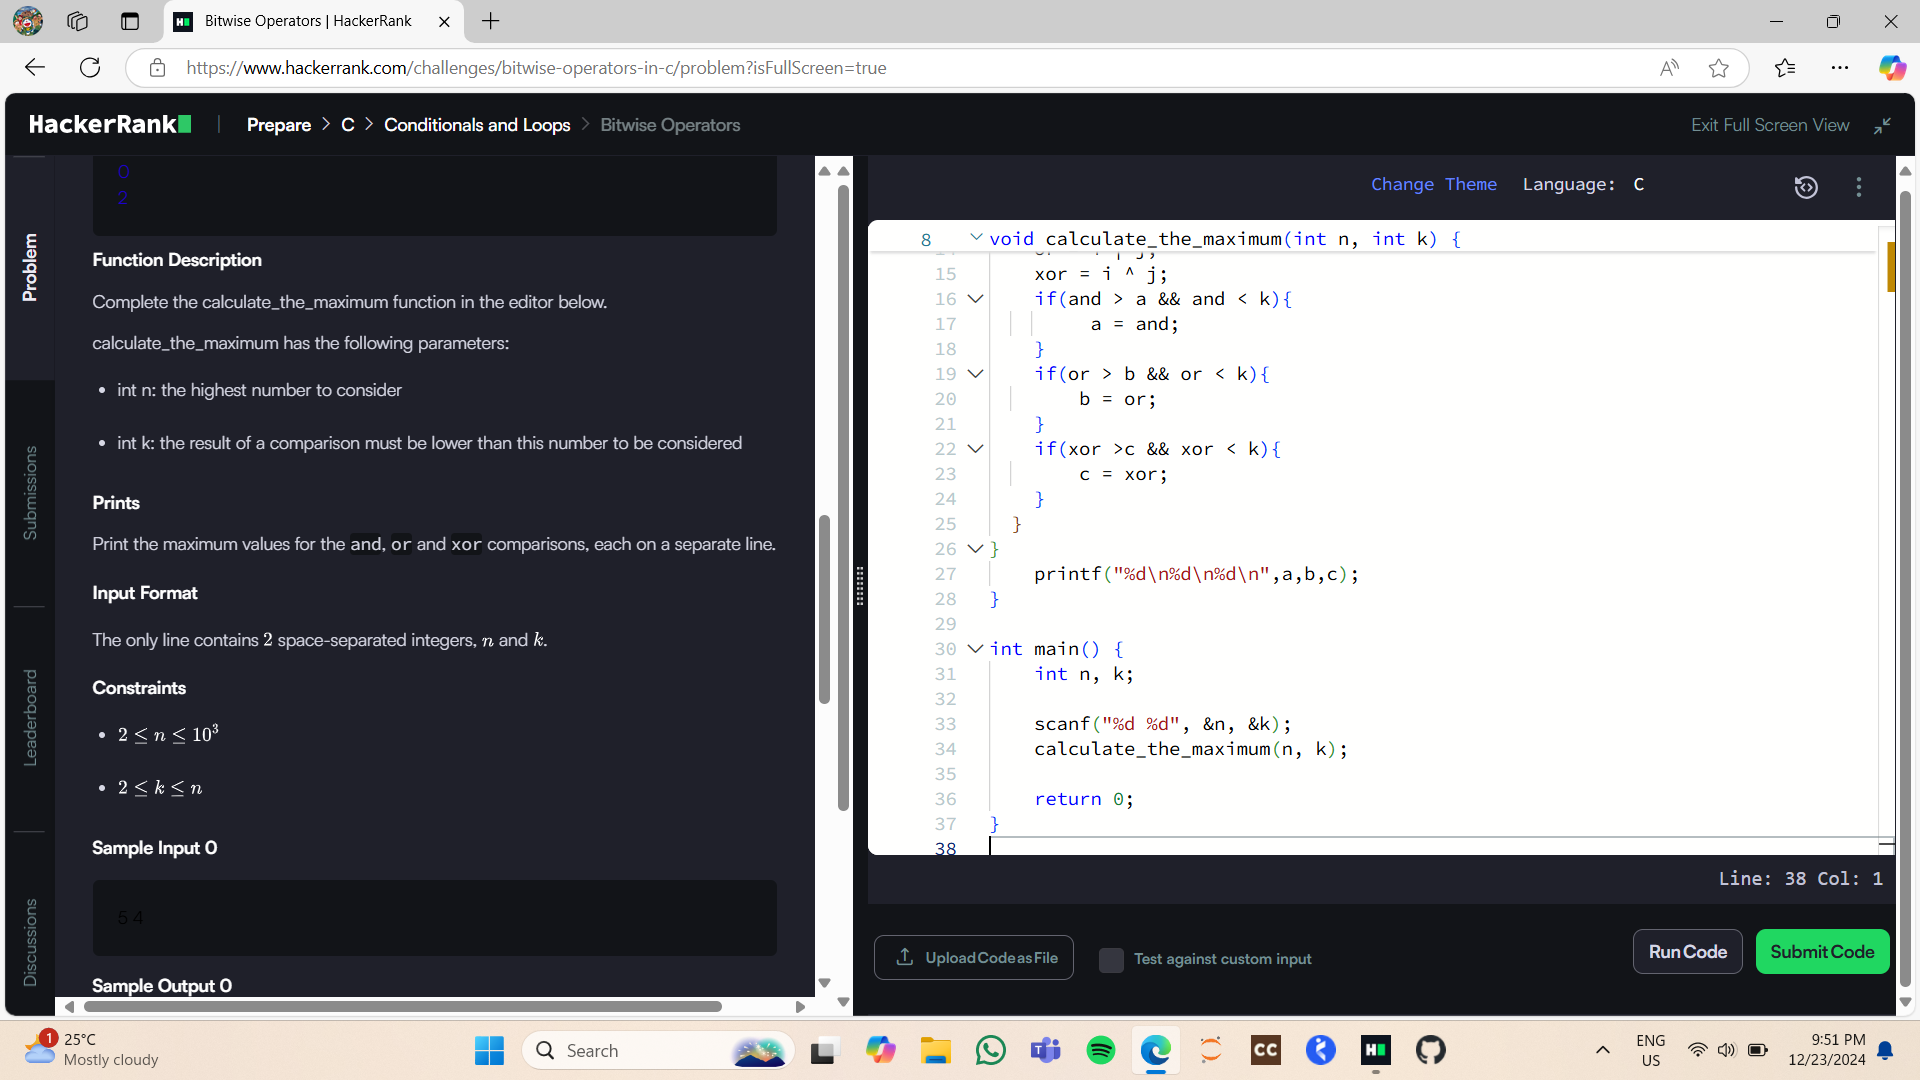 Bitwise Operators | HackerRank
https://www.hackerrank.com/challenges/bitwise-operators-in-c/problem?isFullScreen=true
HackerRank
Prepare > C > Conditionals and Loops > Bitwise Operators
Exit Full Screen View
Problem
Submissions
Leaderboard
Discussions
0
2
Function Description
Complete the calculate_the_maximum function in the editor below.
calculate_the_maximum has the following parameters:
• int n: the highest number to consider
• int k: the result of a comparison must be lower than this number to be considered
Prints
Print the maximum values for the and, or and xor comparisons, each on a separate line.
Input Format
The only line contains 2 space-separated integers, n and k.
Constraints
• 2 ≤ n ≤ 10³
• 2 ≤ k ≤ n
Sample Input 0
5 4
Sample Output 0
Change Theme Language: C
8 void calculate_the_maximum(int n, int k) {
15 xor = i ^ j;
16 if(and > a && and < k){
17 a = and;
18 }
19 if(or > b && or < k){
20 b = or;
21 }
22 if(xor >c && xor < k){
23 c = xor;
24 }
25 }
26 }
27 printf("%d\n%d\n%d\n",a,b,c);
28 }
29
30 int main() {
31 int n, k;
32
33 scanf("%d %d", &n, &k);
34 calculate_the_maximum(n, k);
35
36 return 0;
37 }
38
Line: 38 Col: 1
Upload Code as File
Test against custom input
Run Code
Submit Code
1
25°C
Mostly cloudy
Search
CC
ENG
US
9:51 PM
12/23/2024